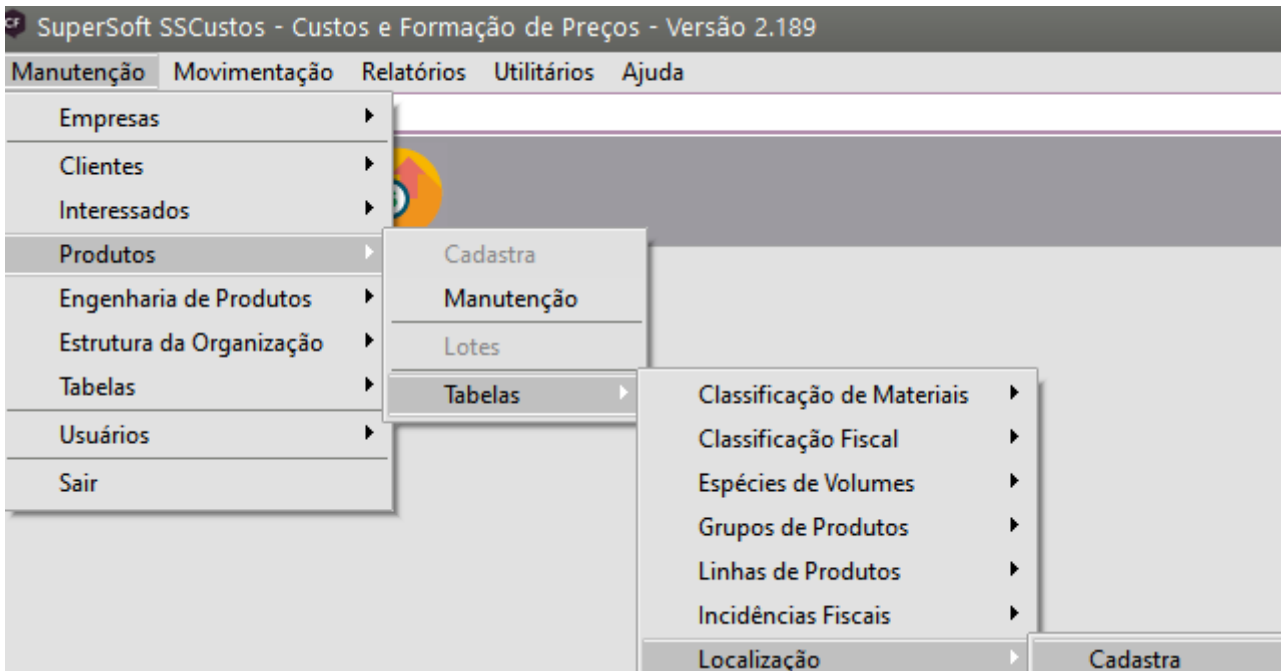 CF SuperSoft SSCustos - Custos e Formação de Preços - Versão 2.189
Manutenção Movimentação Relatórios Utilitários Ajuda
Empresas
Clientes
Interessados
Produtos
Engenharia de Produtos
Estrutura da Organização
Tabelas
Usuários
Sair
Cadastra
Manutenção
Lotes
Tabelas
Classificação de Materiais
Classificação Fiscal
Espécies de Volumes
Grupos de Produtos
Linhas de Produtos
Incidências Fiscais
Localização
Cadastra